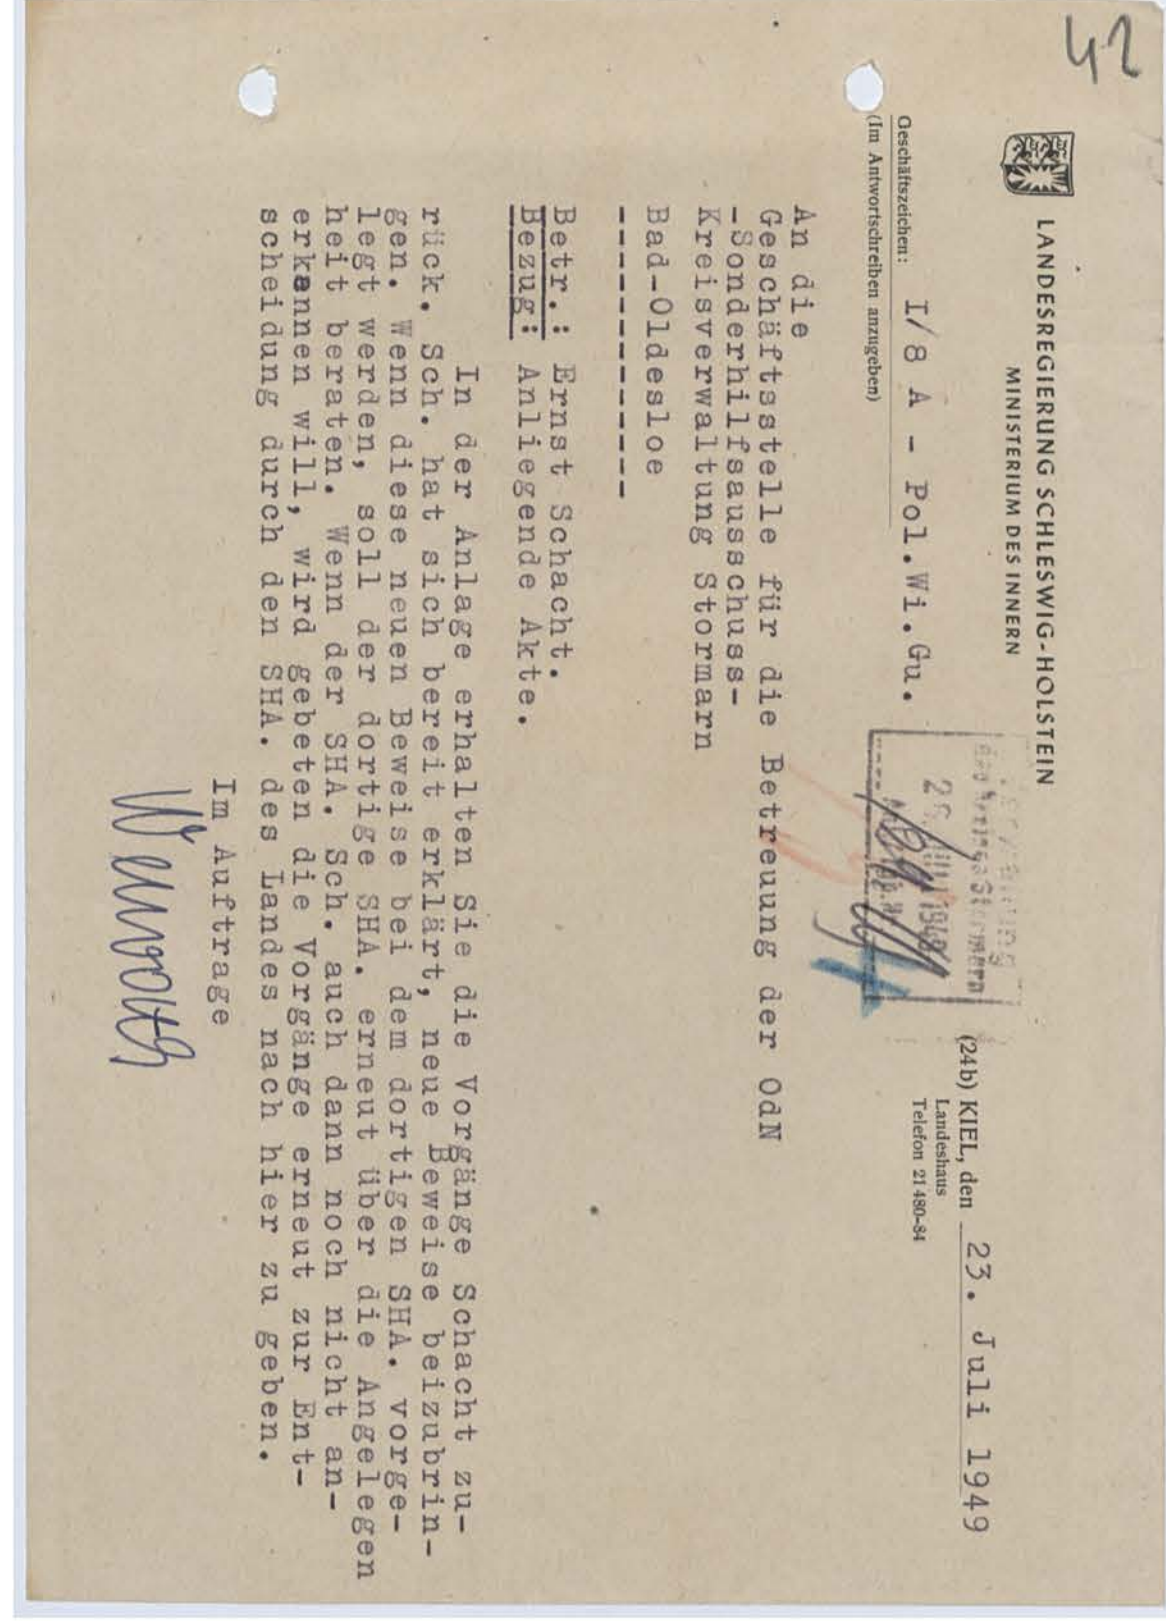 42
LANDESREGIERUNG SCHLESWIG-HOLSTEIN
MINISTERIUM DES INNERN
(24b) KIEL, den 23. Juli 1949
Landeshaus
Telefon 21 480-84
Geschäftszeichen: I/8 A - Pol.Wi.Gu.
(Im Antwortschreiben anzugeben)
des Kreises Stormarn
Juli 1949
An die
Geschäftsstelle für die Betreuung der OdN
-Sonderhilfsausschuss-
Kreisverwaltung Stormarn
Bad-Oldesloe
--------------
Betr.: Ernst Schacht.
Bezug: Anliegende Akte.
In der Anlage erhalten Sie die Vorgänge Schacht zu-
rück. Sch. hat sich bereit erklärt, neue Beweise beizubrin-
gen. Wenn diese neuen Beweise bei dem dortigen SHA. vorge-
legt werden, soll der dortige SHA. erneut über die Angelegen
heit beraten. Wenn der SHA. Sch. auch dann noch nicht an-
erkennen will, wird gebeten die Vorgänge erneut zur Ent-
scheidung durch den SHA. des Landes nach hier zu geben.
Im Auftrage